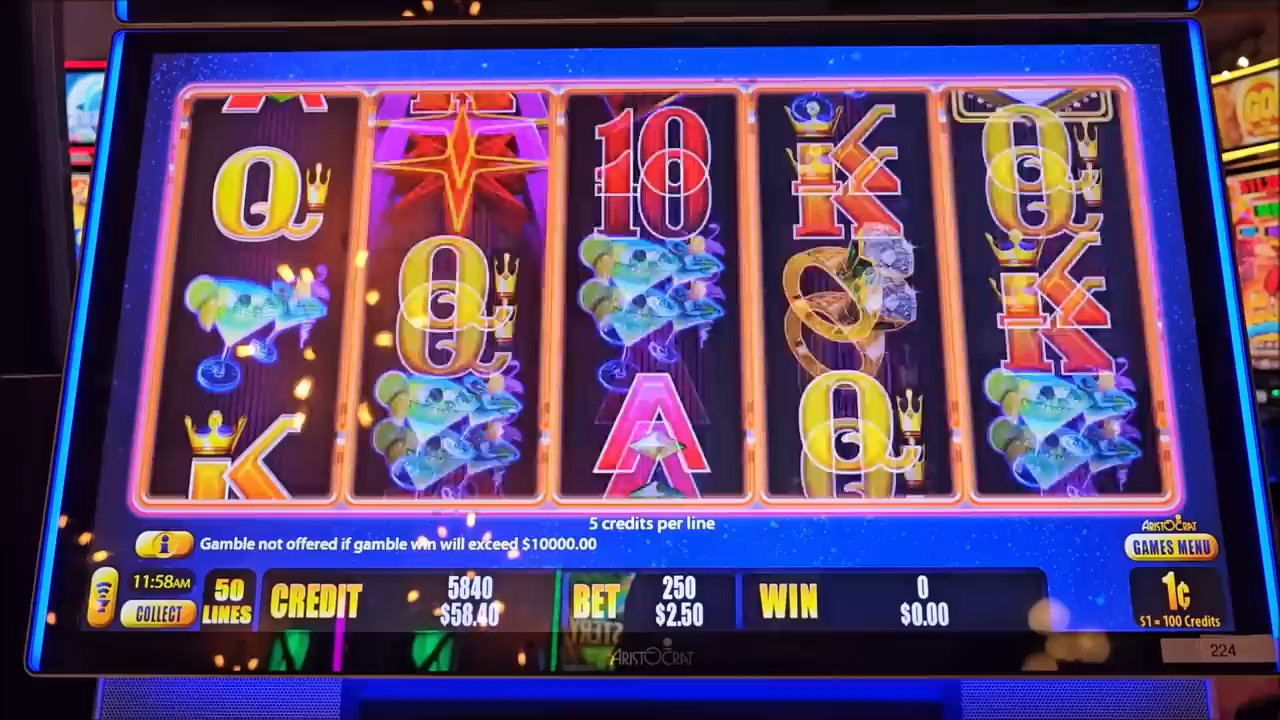 10
K
Q
Q
Q
K
K
A
Q
5 credits per line
Gamble not offered if gamble win will exceed $10000.00
ARISTOCRAT
GAMES MENU
11:58AM
COLLECT
50
LINES
CREDIT
5840
$58.40
BET
250
$2.50
WIN
0
$0.00
1¢
$1 = 100 Credits
ARISTOCRAT
224
GO